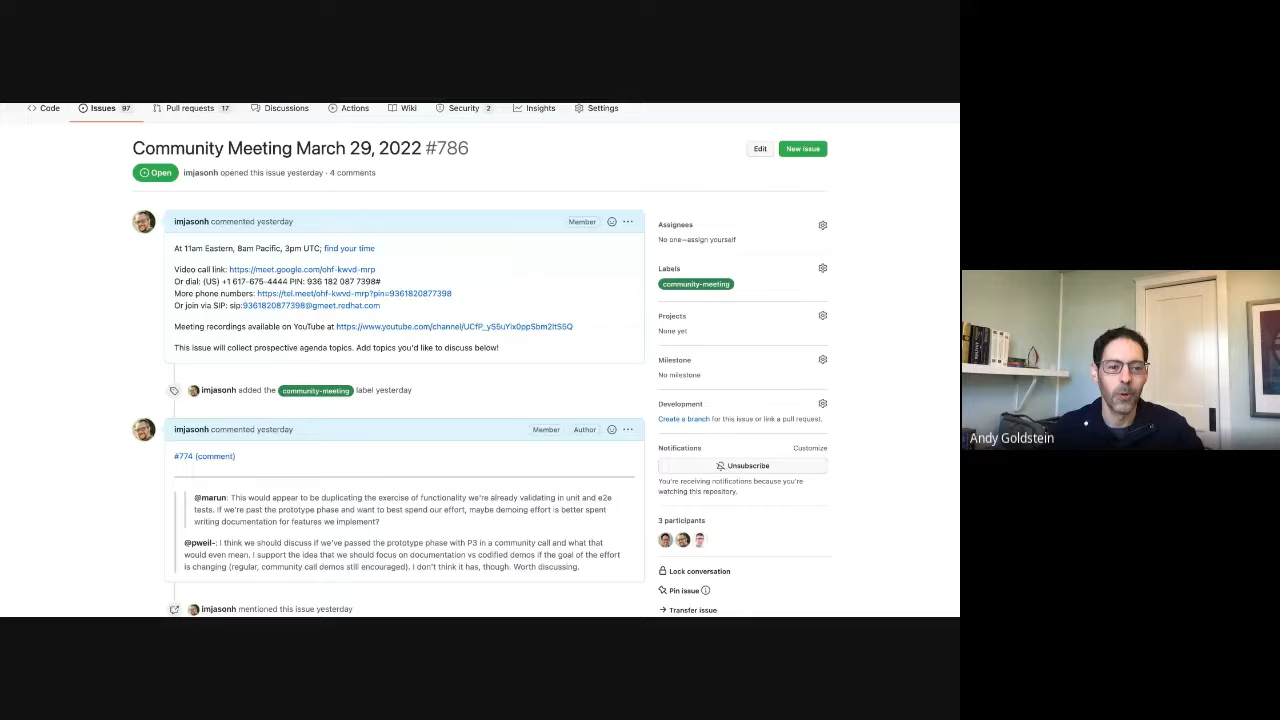 Code Issues 97 Pull requests 17 Discussions Actions Wiki Security 2 Insights Settings
Community Meeting March 29, 2022 #786
Edit New issue
Open imjasonh opened this issue yesterday · 4 comments
imjasonh commented yesterday Member
At 11am Eastern, 8am Pacific, 3pm UTC; find your time
Video call link: https://meet.google.com/ohf-kwvd-mrp
Or dial: (US) +1 617-675-4444 PIN: 936 182 087 7398#
More phone numbers: https://tel.meet/ohf-kwvd-mrp?pin=9361820877398
Or join via SIP: sip:9361820877398@gmeet.redhat.com
Meeting recordings available on YouTube at https://www.youtube.com/channel/UCfP_yS5uYix0ppSbm2ltS5Q
This issue will collect prospective agenda topics. Add topics you'd like to discuss below!
imjasonh added the community-meeting label yesterday
imjasonh commented yesterday Member Author
#774 (comment)
@marun: This would appear to be duplicating the exercise of functionality we're already validating in unit and e2e
tests. If we're past the prototype phase and want to best spend our effort, maybe demoing effort is better spent
writing documentation for features we implement?
@pweil-: I think we should discuss if we've passed the prototype phase with P3 in a community call and what that
would even mean. I support the idea that we should focus on documentation vs codified demos if the goal of the effort
is changing (regular, community call demos still encouraged). I don't think it has, though. Worth discussing.
imjasonh mentioned this issue yesterday
Assignees
No one—assign yourself
Labels
community-meeting
Projects
None yet
Milestone
No milestone
Development
Create a branch for this issue or link a pull request.
Notifications Customize
Unsubscribe
You're receiving notifications because you're
watching this repository.
3 participants
Lock conversation
Pin issue
Transfer issue
Andy Goldstein